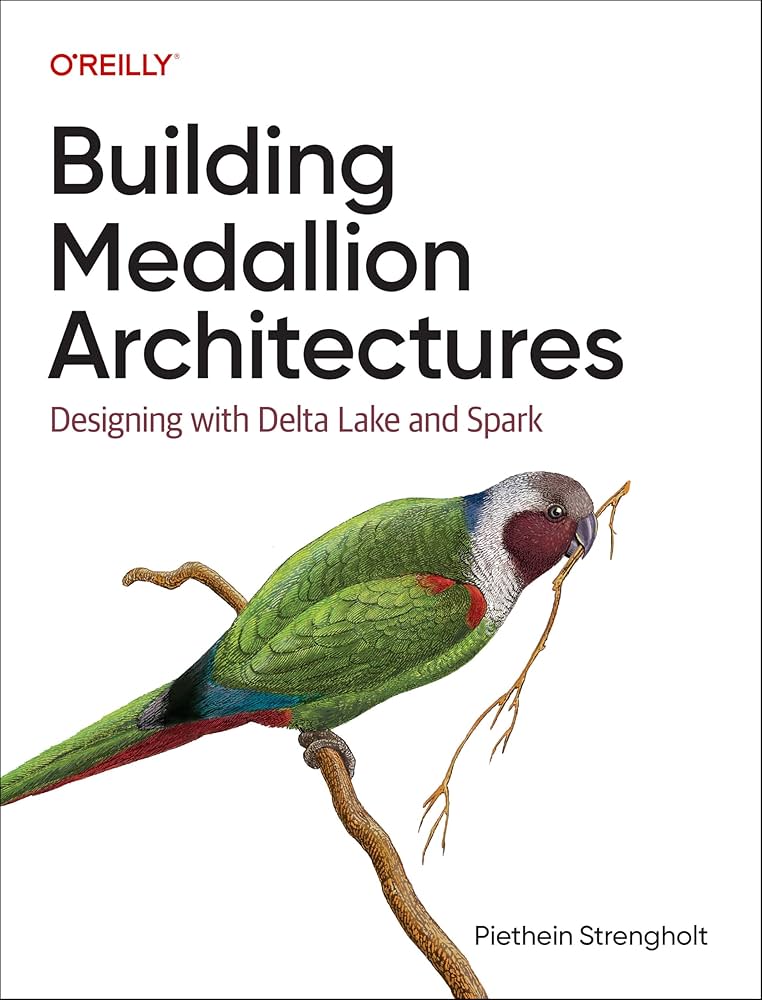 O'REILLY®
Building
Medallion
Architectures
Designing with Delta Lake and Spark
Piethein Strengholt